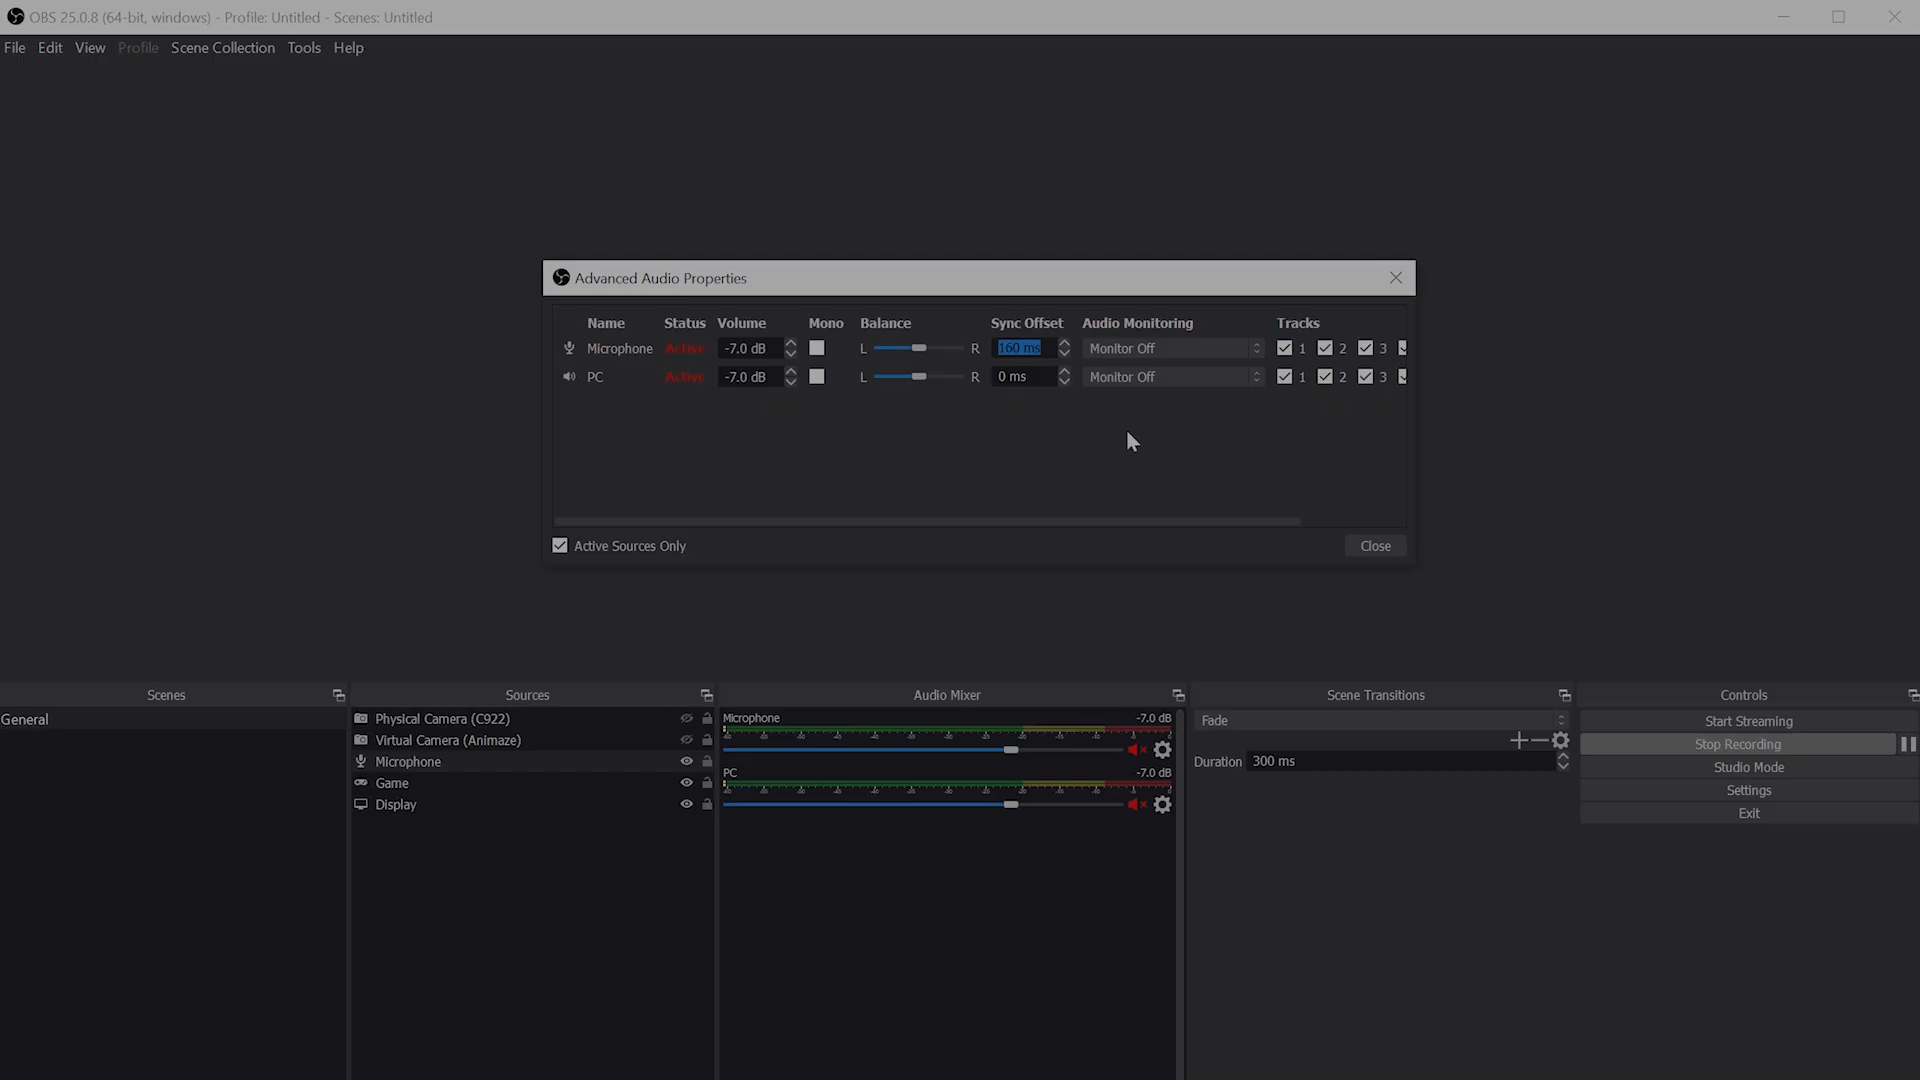 OBS 25.0.8 (64-bit, windows) - Profile: Untitled - Scenes: Untitled
File Edit View Profile Scene Collection Tools Help
Advanced Audio Properties
Name Status Volume Mono Balance Sync Offset Audio Monitoring Tracks
Microphone Active -7.0 dB L R 160 ms Monitor Off 1 2 3
PC Active -7.0 dB L R 0 ms Monitor Off 1 2 3
Active Sources Only Close
Scenes Sources Audio Mixer Scene Transitions Controls
General
Physical Camera (C922)
Virtual Camera (Animaze)
Microphone
Game
Display
Microphone -7.0 dB
PC -7.0 dB
Fade
Duration 300 ms
Start Streaming
Stop Recording
Studio Mode
Settings
Exit